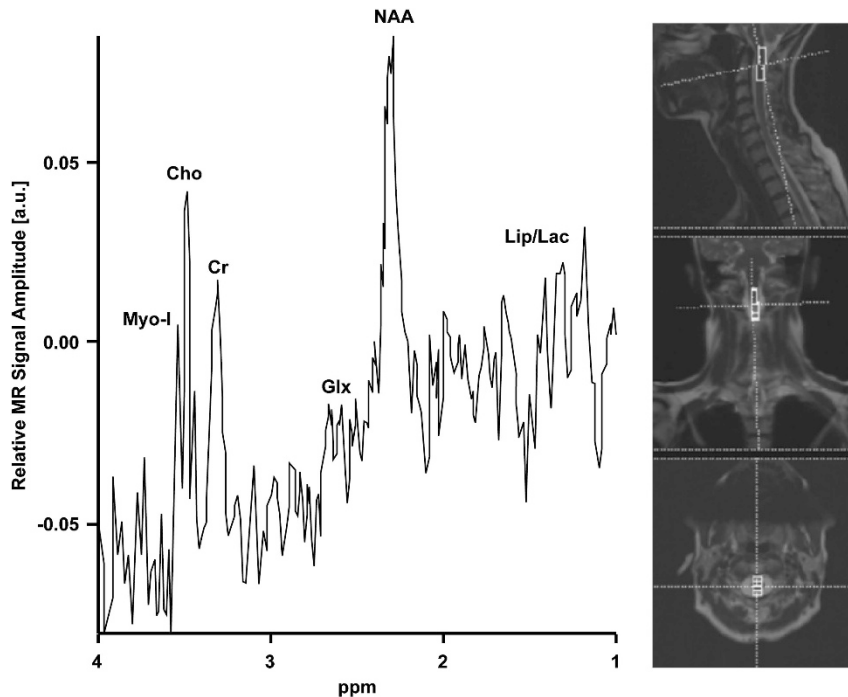 NAA
0.05
Cho
Lip/Lac
Cr
Myo-I
0.00
Glx
-0.05
Relative MR Signal Amplitude [a.u.]
4
3
2
1
ppm